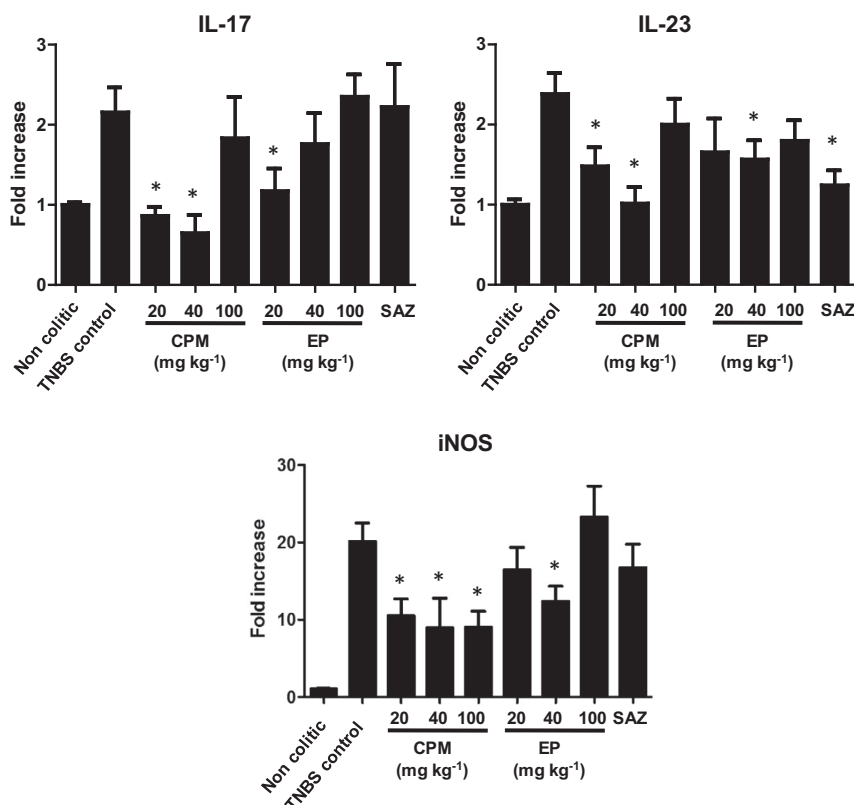 IL-17
Fold increase
3
2
1
0
* * *
Non colitic
TNBS control
20 40 100 20 40 100 SAZ
CPM EP
(mg kg⁻¹) (mg kg⁻¹)
IL-23
Fold increase
3
2
1
0
* * * *
Non colitic
TNBS control
20 40 100 20 40 100 SAZ
CPM EP
(mg kg⁻¹) (mg kg⁻¹)
iNOS
Fold increase
30
20
10
0
* * * *
Non colitic
TNBS control
20 40 100 20 40 100 SAZ
CPM EP
(mg kg⁻¹) (mg kg⁻¹)